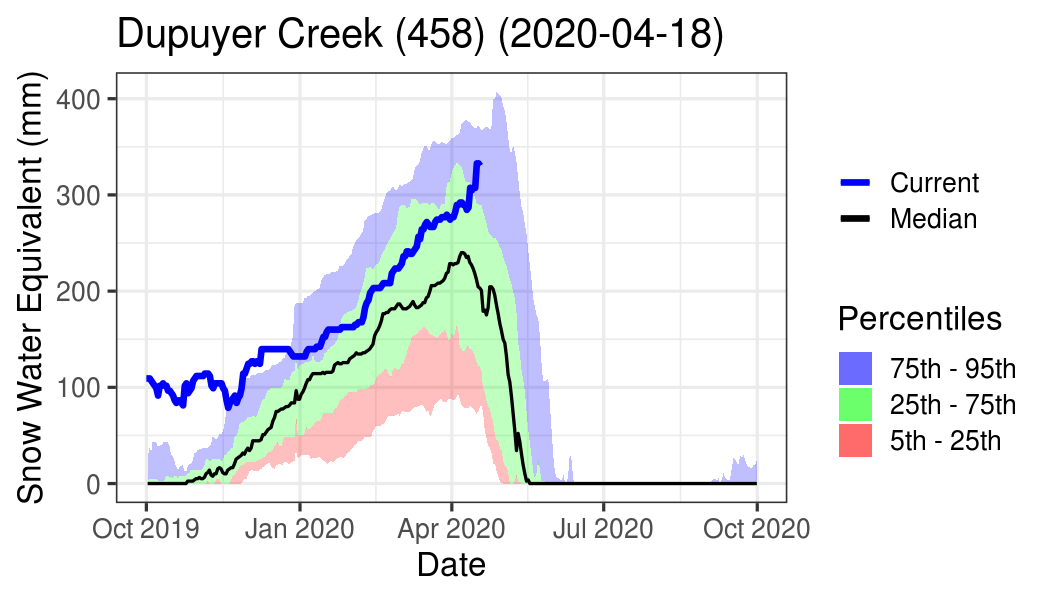 Dupuyer Creek (458) (2020-04-18)
Snow Water Equivalent (mm)
400
300
200
100
0
Oct 2019
Jan 2020
Apr 2020
Jul 2020
Oct 2020
Date
Current
Median
Percentiles
75th - 95th
25th - 75th
5th - 25th